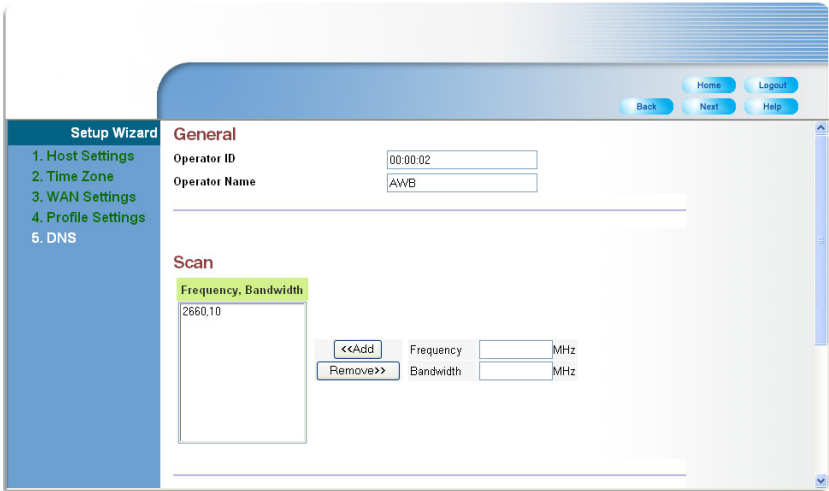 Home Logout
Back Next Help
Setup Wizard
1. Host Settings
2. Time Zone
3. WAN Settings
4. Profile Settings
5. DNS
General
Operator ID 00:00:02
Operator Name AWB
Scan
Frequency, Bandwidth
2660,10
<<Add Frequency MHz
Remove>> Bandwidth MHz